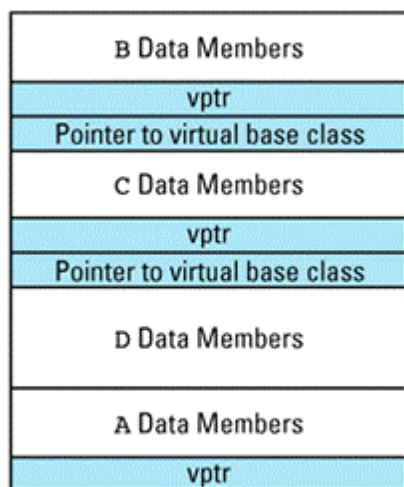 B Data Members
vptr
Pointer to virtual base class
C Data Members
vptr
Pointer to virtual base class
D Data Members
A Data Members
vptr